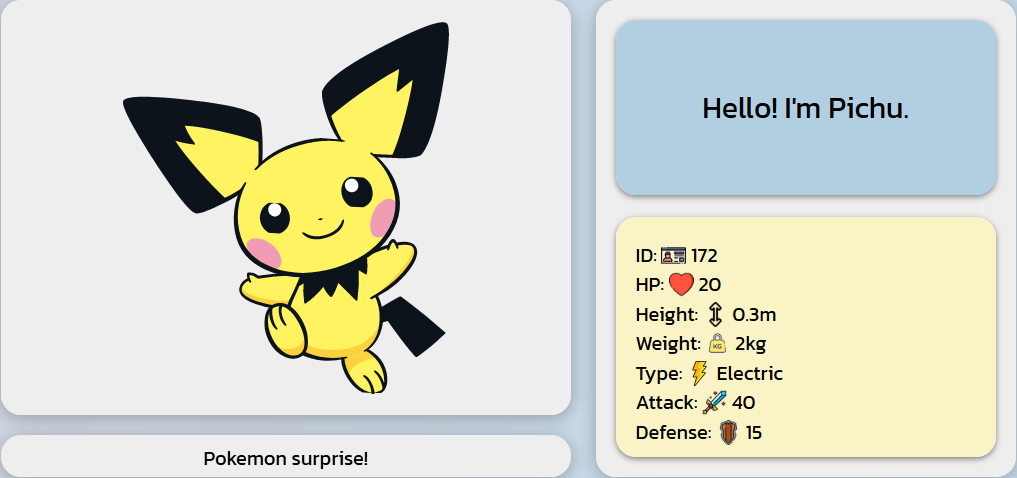 Hello! I'm Pichu.
ID: 172
HP: 20
Height: 0.3m
Weight: KG 2kg
Type: Electric
Attack: 40
Defense: 15
Pokemon surprise!